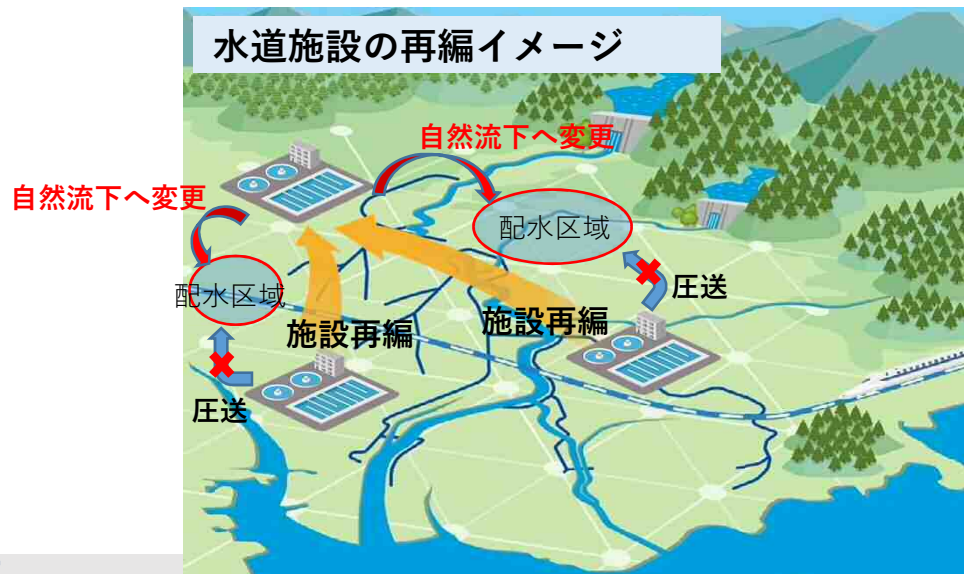 水道施設の再編イメージ
自然流下へ変更
自然流下へ変更
配水区域
配水区域
圧送
施設再編
施設再編
圧送